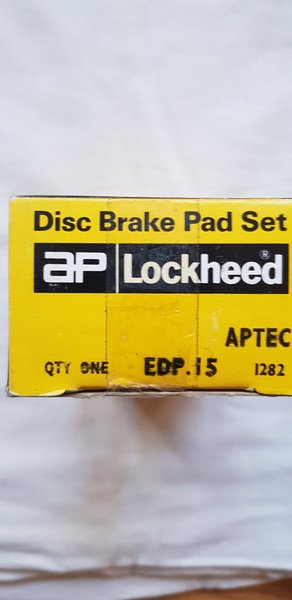 Disc Brake Pad Set
ap Lockheed®
APTEC
QTY ONE EDP.15 1282